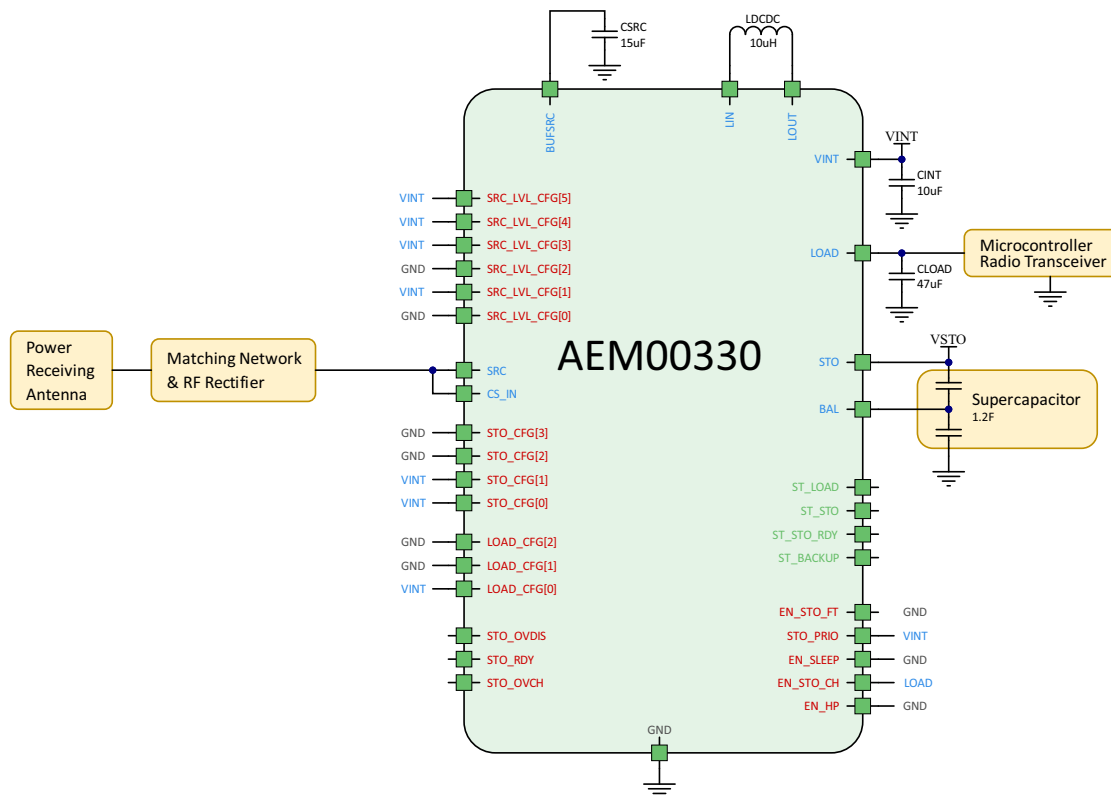 CSRC
15uF
LDCDC
10uH
BUFSRC
LIN
LOUT
VINT
VINT
CINT
10uF
VINT SRC_LVL_CFG[5]
VINT SRC_LVL_CFG[4]
VINT SRC_LVL_CFG[3]
GND SRC_LVL_CFG[2]
VINT SRC_LVL_CFG[1]
GND SRC_LVL_CFG[0]
LOAD
CLOAD
47uF
Microcontroller
Radio Transceiver
AEM00330
Power
Receiving
Antenna
Matching Network
& RF Rectifier
SRC
CS_IN
STO
VSTO
BAL
Supercapacitor
1.2F
GND STO_CFG[3]
GND STO_CFG[2]
VINT STO_CFG[1]
VINT STO_CFG[0]
GND LOAD_CFG[2]
GND LOAD_CFG[1]
VINT LOAD_CFG[0]
STO_OVDIS
STO_RDY
STO_OVCH
ST_LOAD
ST_STO
ST_STO_RDY
ST_BACKUP
EN_STO_FT GND
STO_PRIO VINT
EN_SLEEP GND
EN_STO_CH LOAD
EN_HP GND
GND